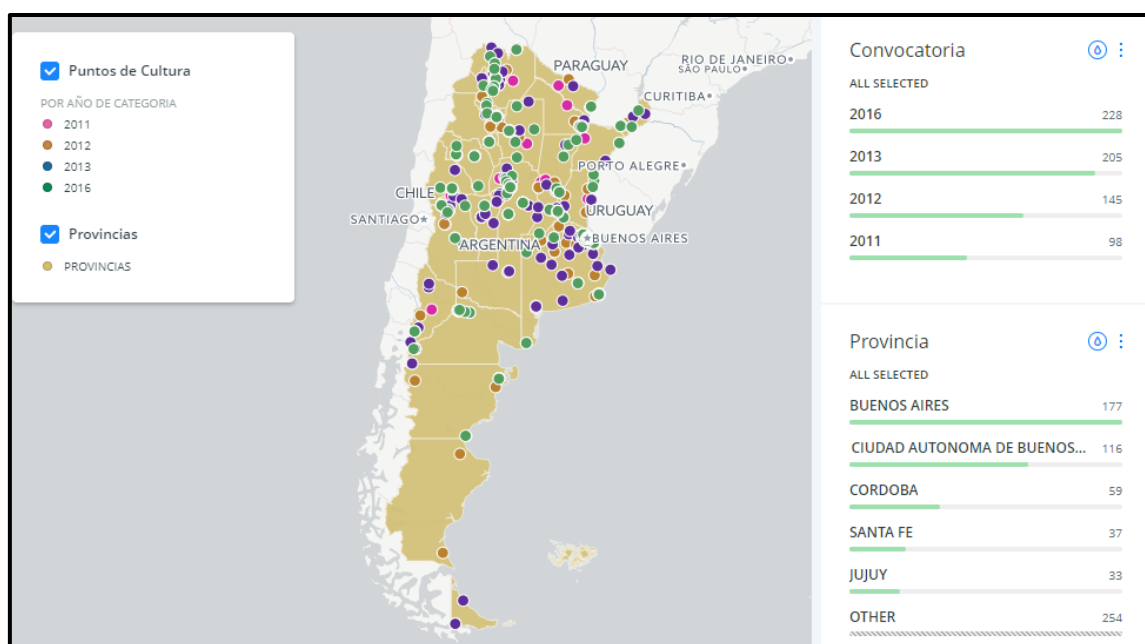 Puntos de Cultura
POR AÑO DE CATEGORIA
2011
2012
2013
2016
Provincias
PROVINCIAS
PARAGUAY
RIO DE JANEIRO
SÃO PAULO
CURITIBA
PORTO ALEGRE
CHILE
SANTIAGO
URUGUAY
ARGENTINA
BUENOS AIRES
Convocatoria
ALL SELECTED
2016 228
2013 205
2012 145
2011 98
Provincia
ALL SELECTED
BUENOS AIRES 177
CIUDAD AUTONOMA DE BUENOS... 116
CORDOBA 59
SANTA FE 37
JUJUY 33
OTHER 254